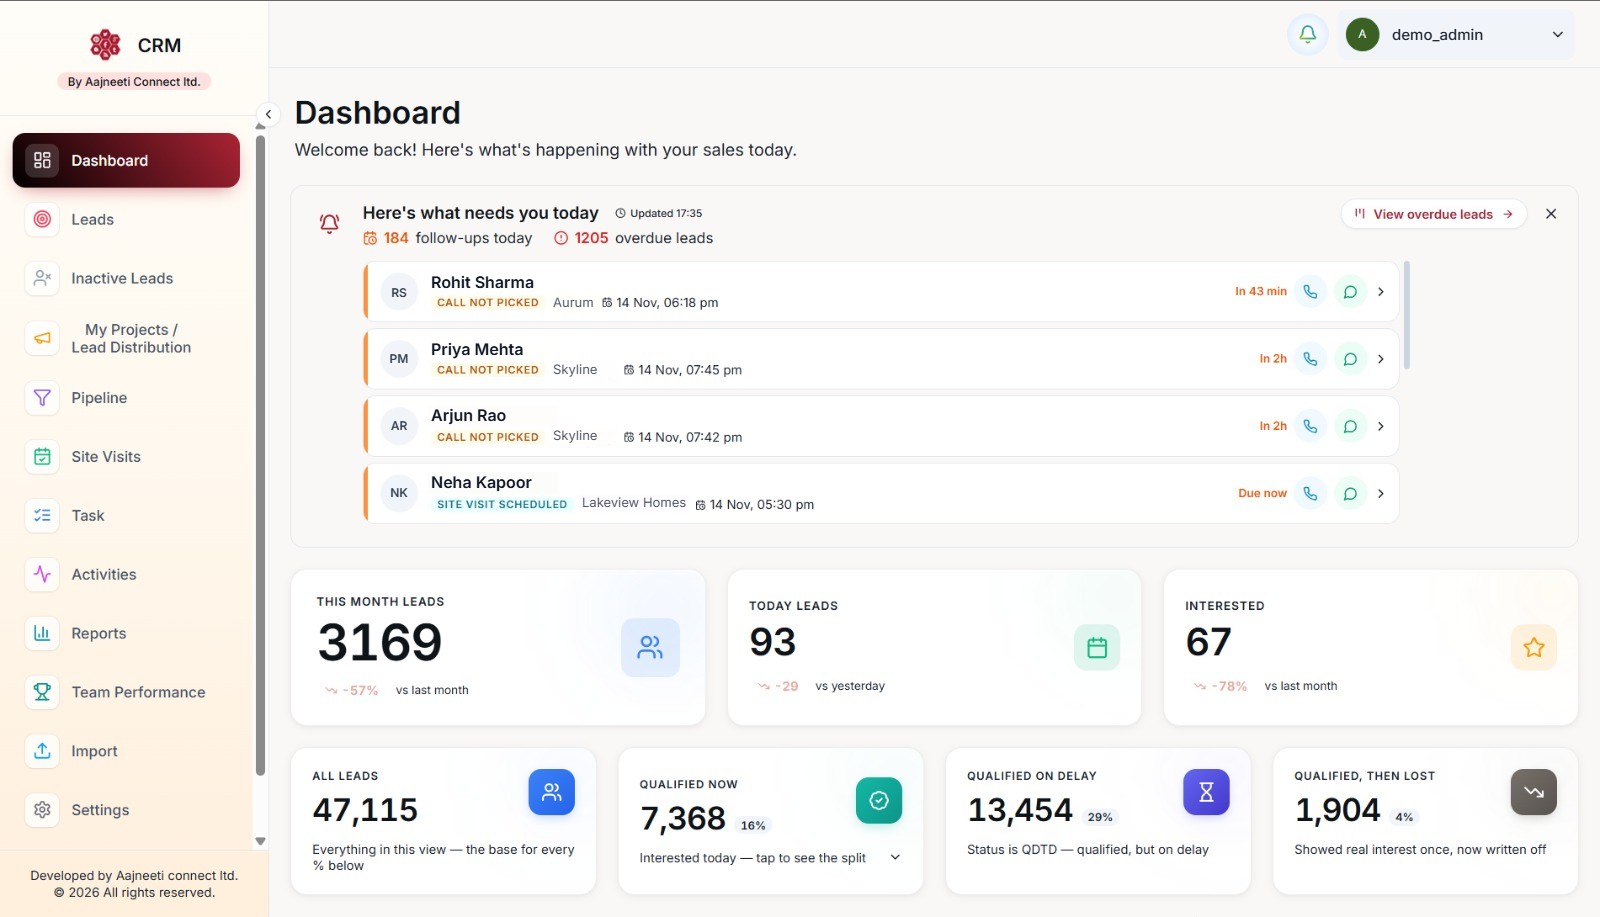 CRM
By Aajneeti Connect ltd.
Dashboard
Leads
Inactive Leads
My Projects /
Lead Distribution
Pipeline
Site Visits
Task
Activities
Reports
Team Performance
Import
Settings
Developed by Aajneeti connect ltd.
© 2026 All rights reserved.
A demo_admin
Dashboard
Welcome back! Here's what's happening with your sales today.
Here's what needs you today Updated 17:35
184 follow-ups today 1205 overdue leads
View overdue leads
RS Rohit Sharma
CALL NOT PICKED Aurum 14 Nov, 06:18 pm
In 43 min
PM Priya Mehta
CALL NOT PICKED Skyline 14 Nov, 07:45 pm
In 2h
AR Arjun Rao
CALL NOT PICKED Skyline 14 Nov, 07:42 pm
In 2h
NK Neha Kapoor
SITE VISIT SCHEDULED Lakeview Homes 14 Nov, 05:30 pm
Due now
THIS MONTH LEADS
3169
-57% vs last month
TODAY LEADS
93
-29 vs yesterday
INTERESTED
67
-78% vs last month
ALL LEADS
47,115
Everything in this view — the base for every
% below
QUALIFIED NOW
7,368 16%
Interested today — tap to see the split
QUALIFIED ON DELAY
13,454 29%
Status is QDTD — qualified, but on delay
QUALIFIED, THEN LOST
1,904 4%
Showed real interest once, now written off